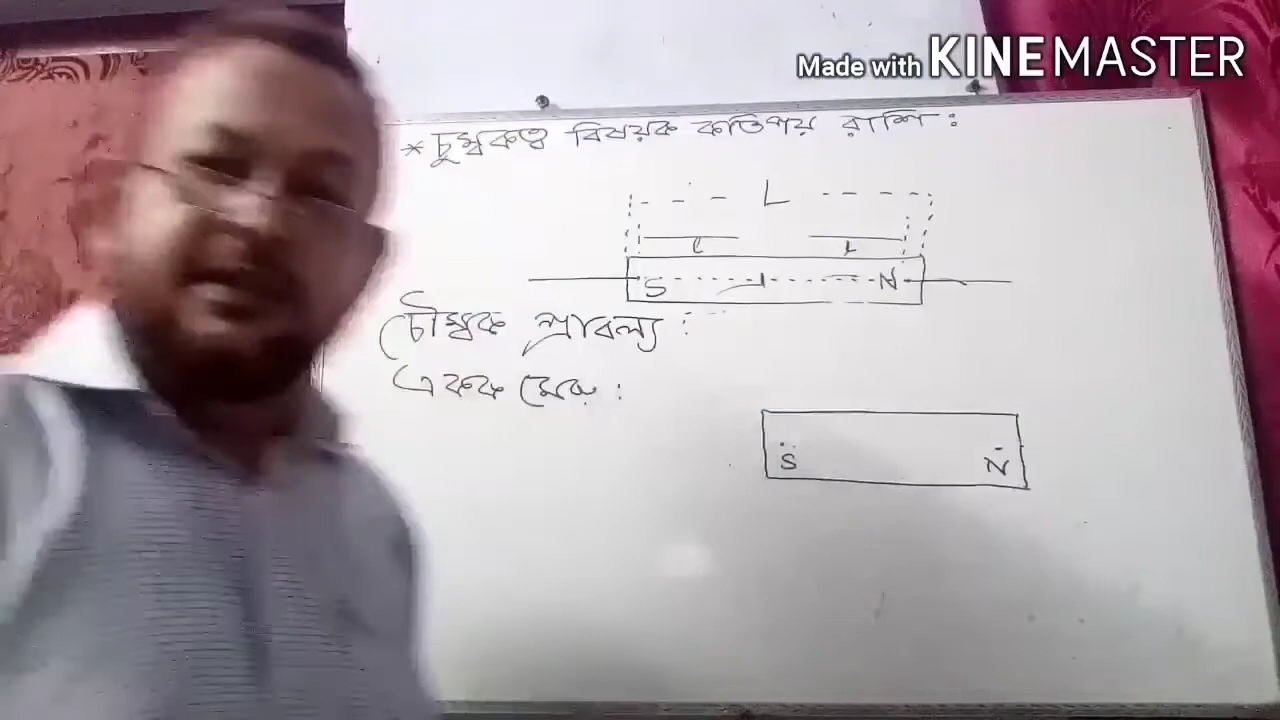 Made with KINEMASTER
* চুম্বকত্ব বিষয়ক কতিপয় রাশি :
L
l l
S N
চৌম্বক প্রাবল্য :
একক মেরু :
S N